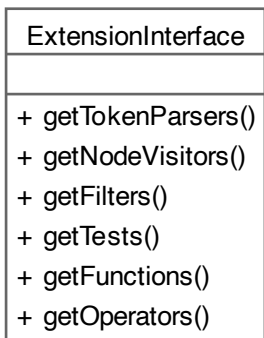 ExtensionInterface
+ getTokenParsers()
+ getNodeVisitors()
+ getFilters()
+ getTests()
+ getFunctions()
+ getOperators()